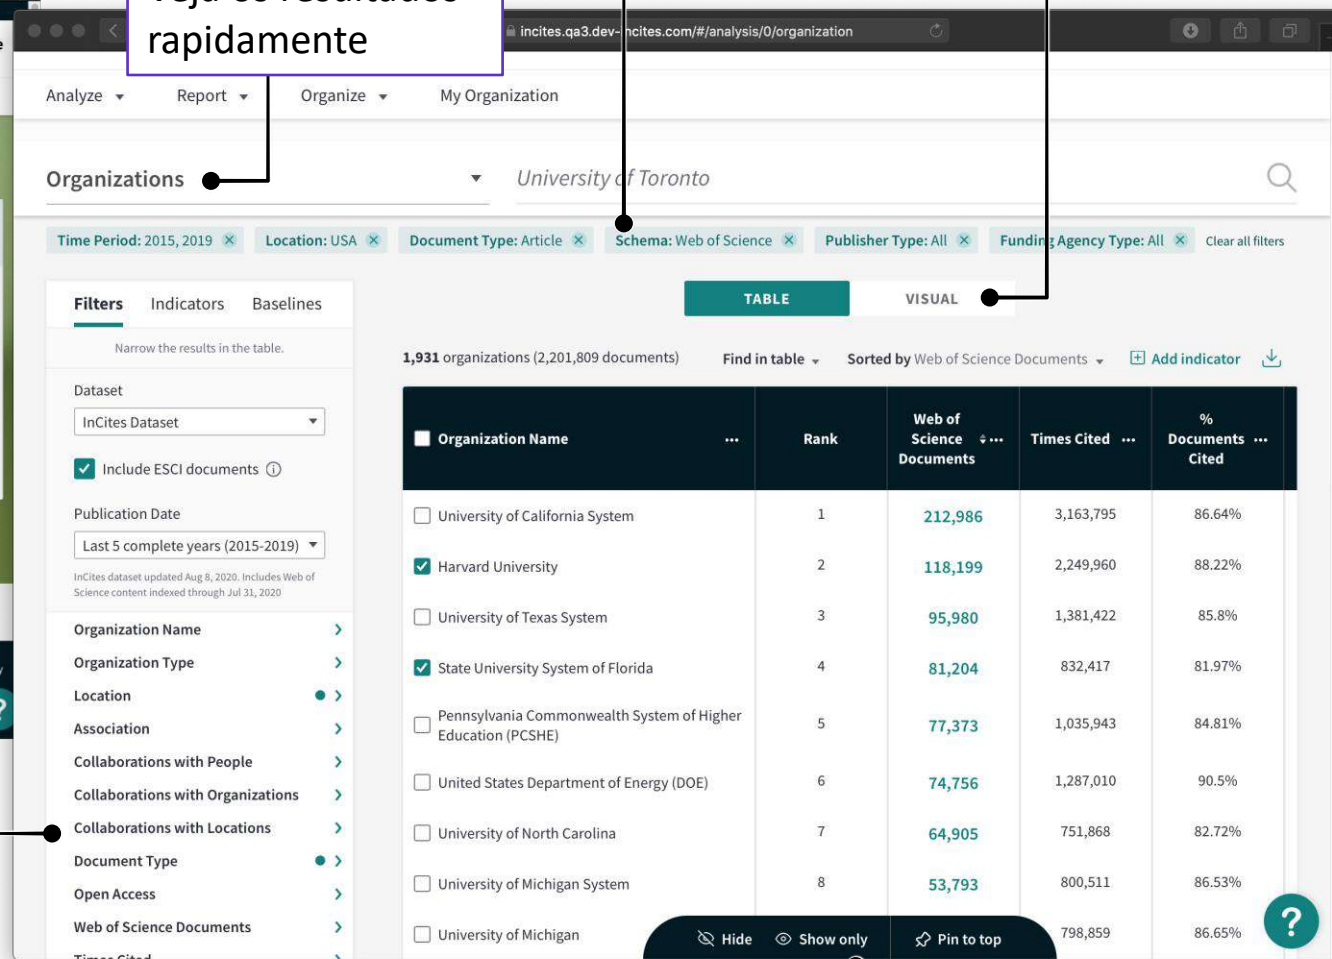 Veja os resultados
rapidamente
incites.qa3.dev-incites.com/#/analysis/0/organization
Analyze Report Organize My Organization
Organizations University of Toronto
Time Period: 2015, 2019 Location: USA Document Type: Article Schema: Web of Science Publisher Type: All Funding Agency Type: All Clear all filters
Filters Indicators Baselines
TABLE VISUAL
Narrow the results in the table.
1,931 organizations (2,201,809 documents) Find in table Sorted by Web of Science Documents Add indicator
Dataset
InCites Dataset
Include ESCI documents
Publication Date
Last 5 complete years (2015-2019)
InCites dataset updated Aug 8, 2020. Includes Web of
Science content indexed through Jul 31, 2020
Organization Name
Organization Type
Location
Association
Collaborations with People
Collaborations with Organizations
Collaborations with Locations
Document Type
Open Access
Web of Science Documents
Times Cited
Organization Name ... Rank Web of Science Documents ... Times Cited ... % Documents Cited ...
University of California System 1 212,986 3,163,795 86.64%
Harvard University 2 118,199 2,249,960 88.22%
University of Texas System 3 95,980 1,381,422 85.8%
State University System of Florida 4 81,204 832,417 81.97%
Pennsylvania Commonwealth System of Higher
Education (PCSHE) 5 77,373 1,035,943 84.81%
United States Department of Energy (DOE) 6 74,756 1,287,010 90.5%
University of North Carolina 7 64,905 751,868 82.72%
University of Michigan System 8 53,793 800,511 86.53%
University of Michigan 798,859 86.65%
Hide Show only Pin to top
?